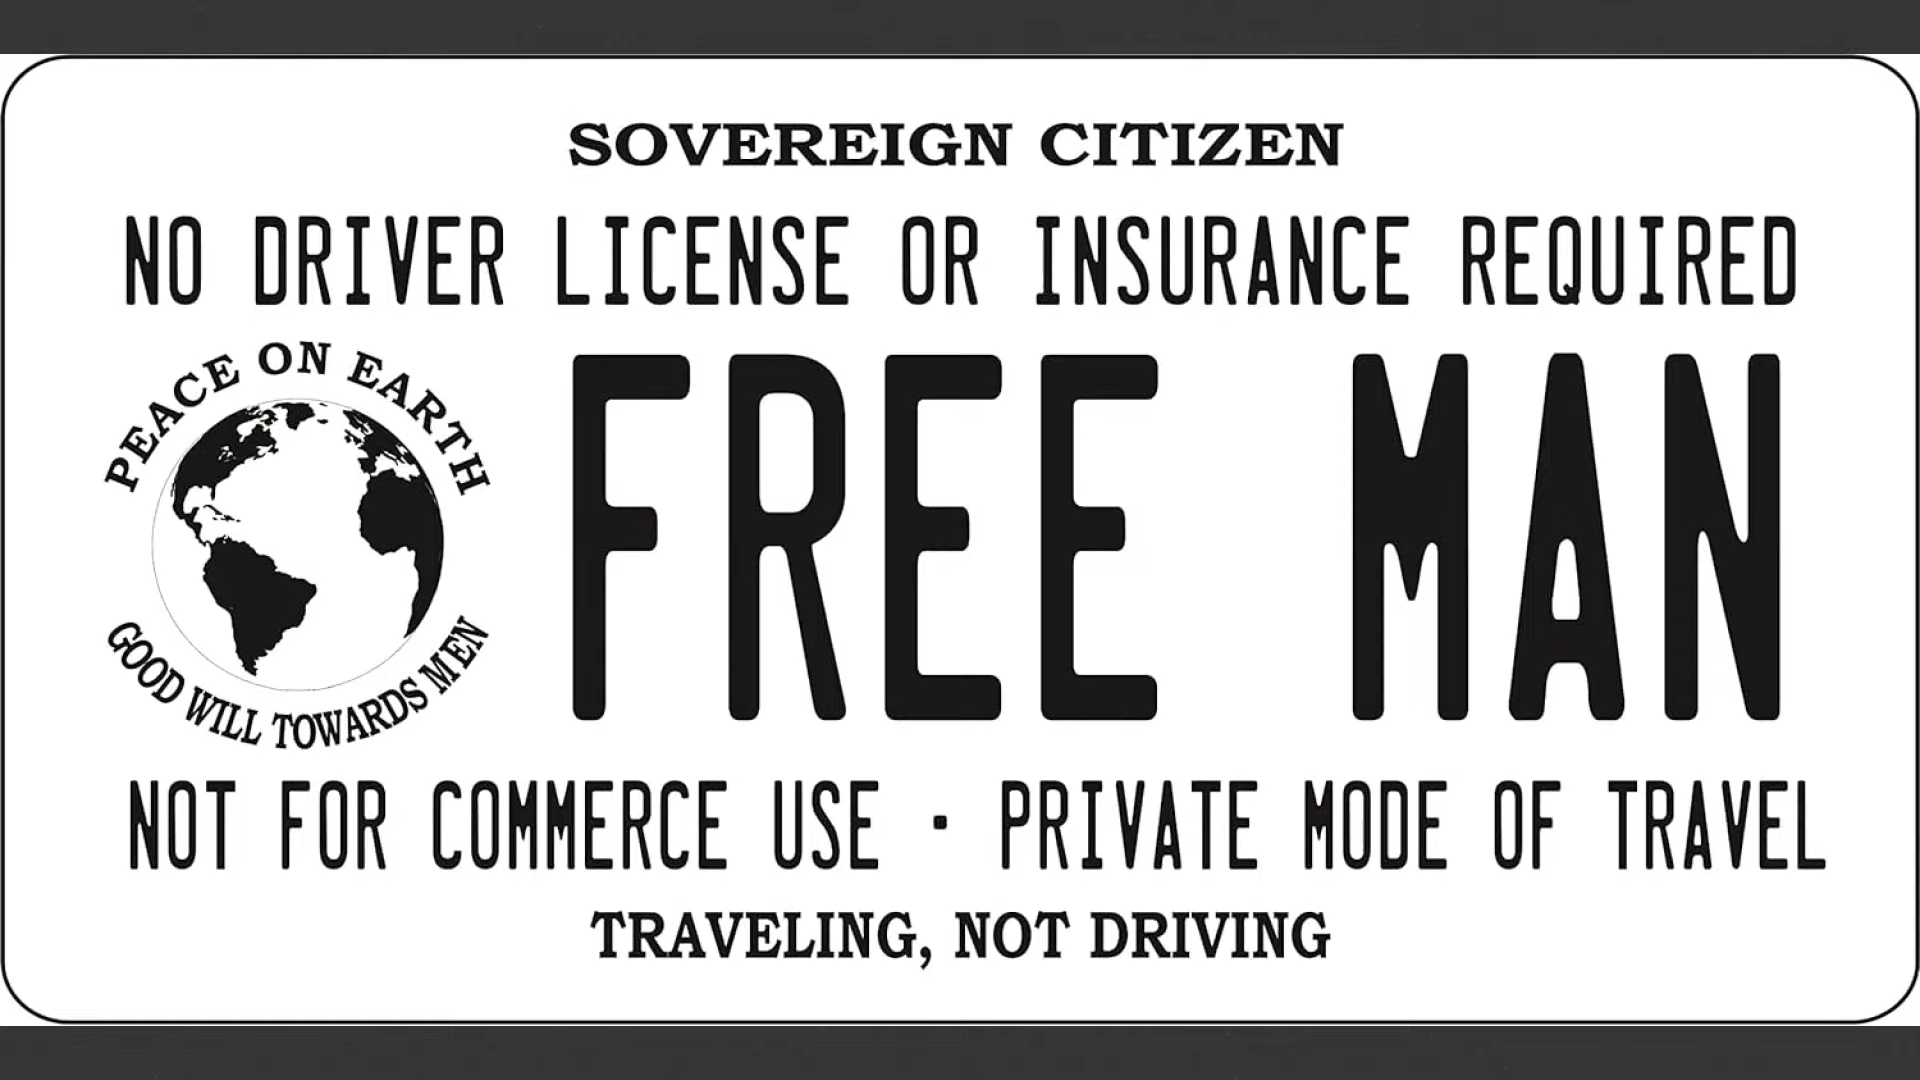 SOVEREIGN CITIZEN
NO DRIVER LICENSE OR INSURANCE REQUIRED
PEACE ON EARTH
GOOD WILL TOWARDS MEN
FREE MAN
NOT FOR COMMERCE USE · PRIVATE MODE OF TRAVEL
TRAVELING, NOT DRIVING